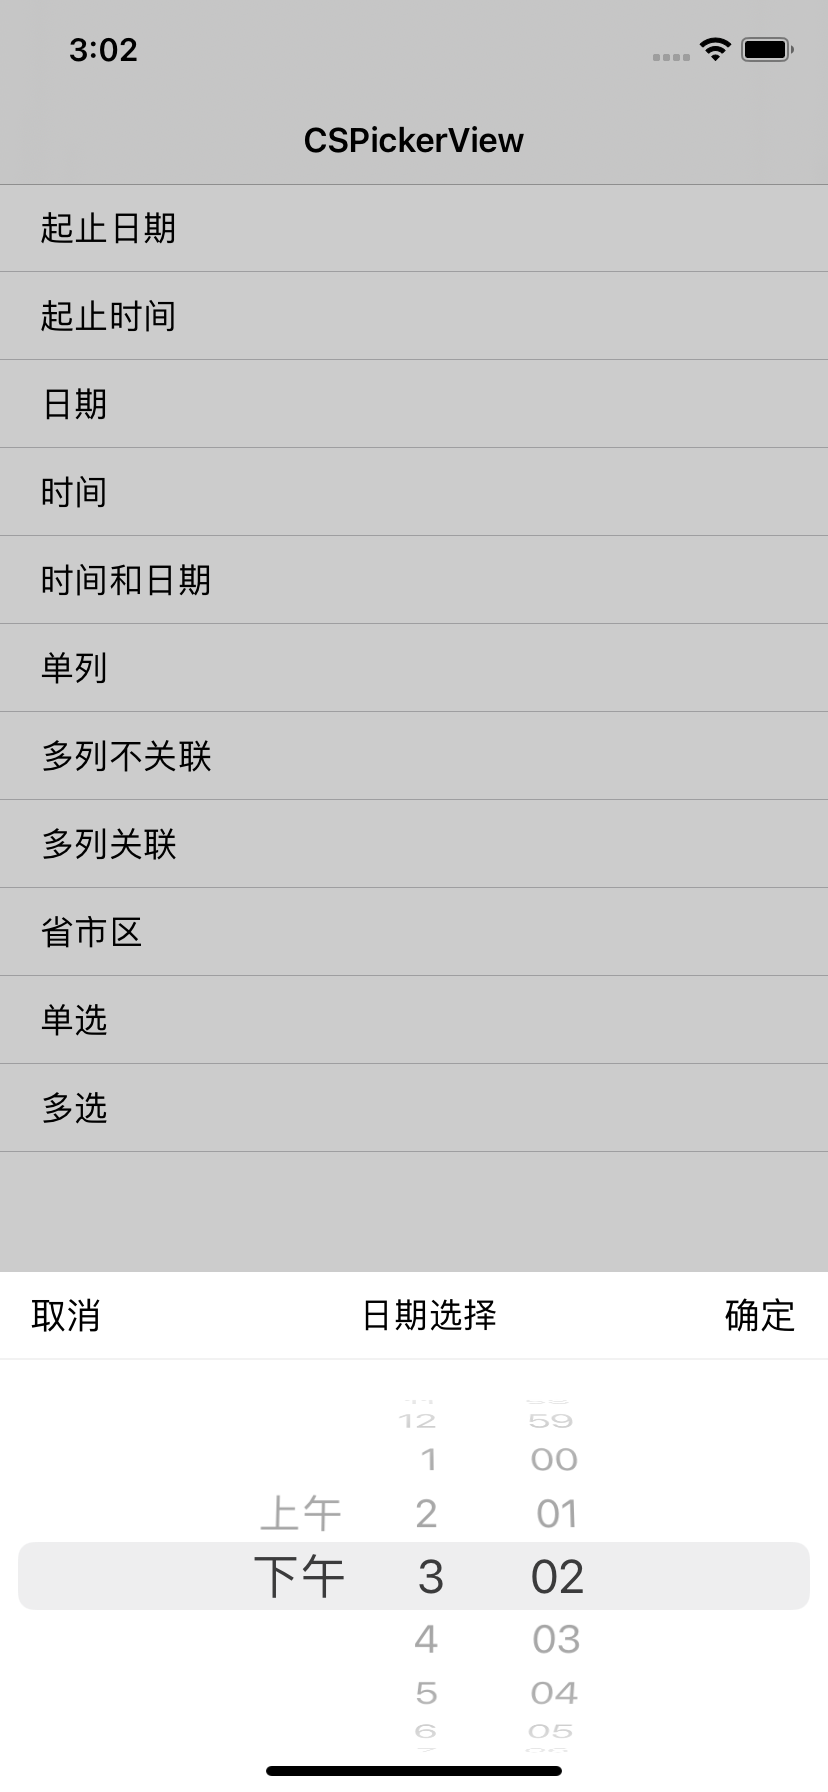 3:02
CSPickerView
起止日期
起止时间
日期
时间
时间和日期
单列
多列不关联
多列关联
省市区
单选
多选
取消 日期选择 确定
12 59
1 00
上午 2 01
下午 3 02
4 03
5 04
6 05